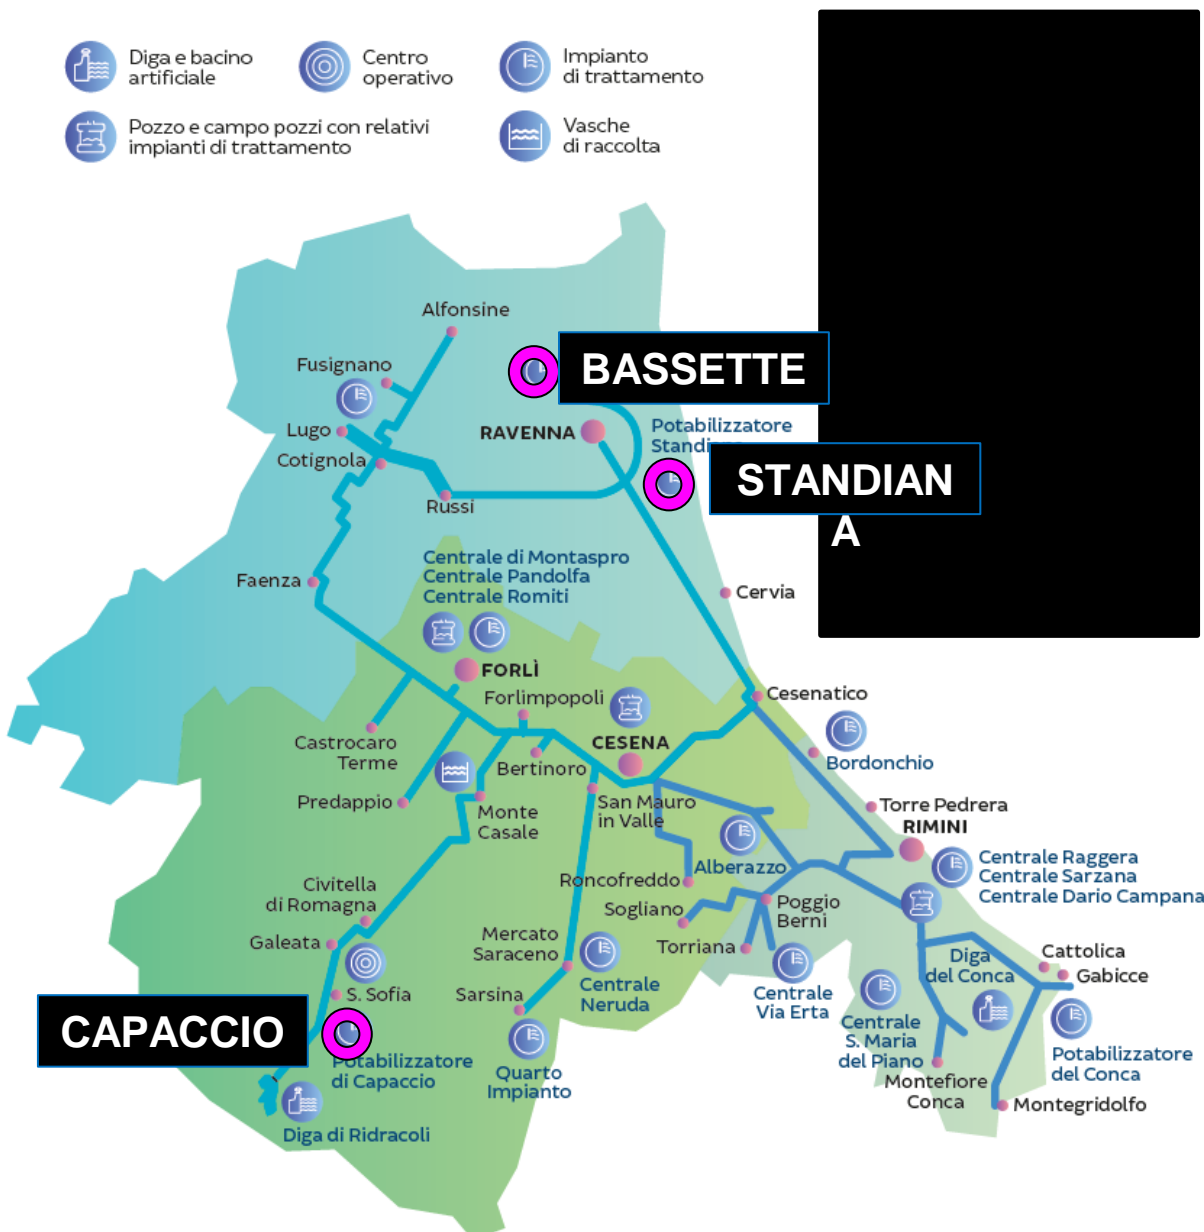 Diga e bacino
artificiale
Centro
operativo
Impianto
di trattamento
Pozzo e campo pozzi con relativi
impianti di trattamento
Vasche
di raccolta
Alfonsine
Fusignano
BASSETTE
Lugo
RAVENNA
Potabilizzatore
Cotignola
STANDIAN
A
Russi
Centrale di Montaspro
Centrale Pandolfa
Centrale Romiti
Faenza
Cervia
FORLÌ
Forlimpopoli
Cesenatico
Castrocaro
Terme
CESENA
Bertinoro
Bordonchio
Predappio
Monte
Casale
San Mauro
in Valle
Torre Pedrera
RIMINI
Alberazzo
Centrale Raggera
Centrale Sarzana
Centrale Dario Campana
Roncofreddo
Civitella
di Romagna
Sogliano
Poggio
Berni
Galeata
Mercato
Saraceno
Torriana
Diga
del Conca
Cattolica
Gabicce
S. Sofia
Sarsina
Centrale
Neruda
Centrale
Via Erta
Centrale
S. Maria
del Piano
CAPACCIO
Potabilizzatore
di Capaccio
Quarto
Impianto
Potabilizzatore
del Conca
Montefiore
Conca
Montegridolfo
Diga di Ridracoli